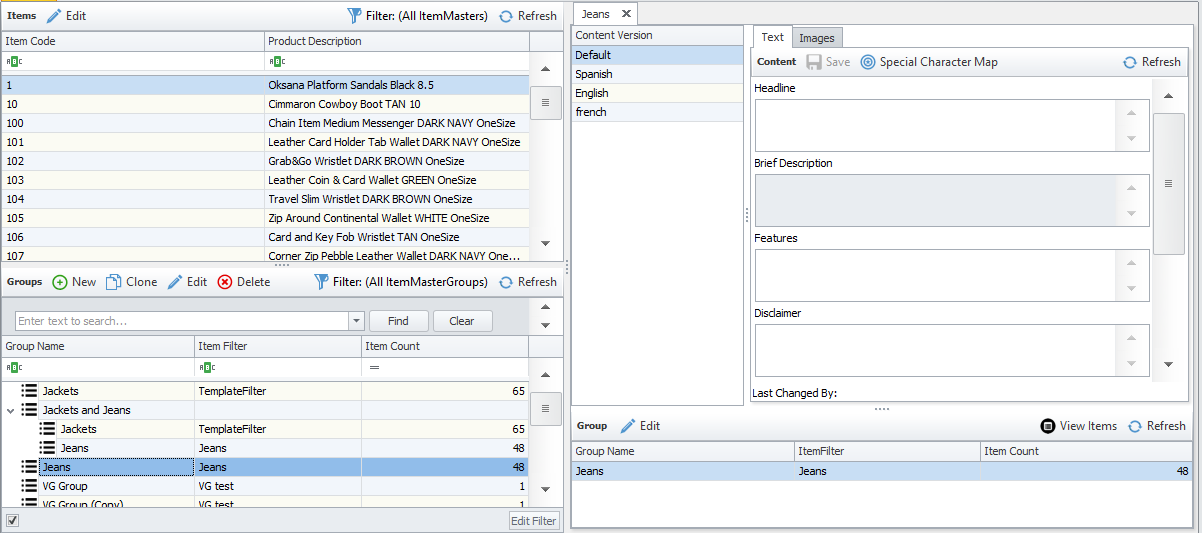 Items Edit Filter: (All ItemMasters) Refresh
Item Code Product Description
ABC ABC
1 Oksana Platform Sandals Black 8.5
10 Cimmaron Cowboy Boot TAN 10
100 Chain Item Medium Messenger DARK NAVY OneSize
101 Leather Card Holder Tab Wallet DARK NAVY OneSize
102 Grab&Go Wristlet DARK BROWN OneSize
103 Leather Coin & Card Wallet GREEN OneSize
104 Travel Slim Wristlet DARK BROWN OneSize
105 Zip Around Continental Wallet WHITE OneSize
106 Card and Key Fob Wristlet TAN OneSize
107 Corner Zip Pebble Leather Wallet DARK NAVY One...
Groups New Clone Edit Delete Filter: (All ItemMasterGroups) Refresh
Enter text to search... Find Clear
Group Name Item Filter Item Count
ABC ABC =
Jackets TemplateFilter 65
Jackets and Jeans
Jackets TemplateFilter 65
Jeans Jeans 48
Jeans Jeans 48
VG Group VG test 1
VG Group (Copy) VG test 1
Edit Filter
Jeans
Content Version
Default
Spanish
English
french
Text Images
Content Save Special Character Map Refresh
Headline
Brief Description
Features
Disclaimer
Last Changed By:
Group Edit View Items Refresh
Group Name ItemFilter Item Count
Jeans Jeans 48